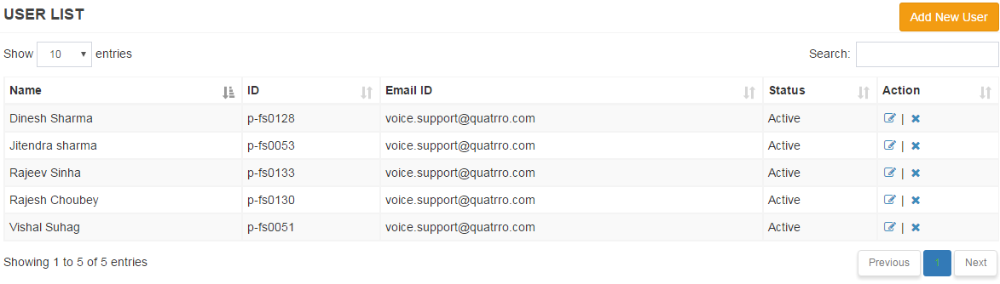 USER LIST
Add New User
Show 10 entries
Search:
Name ID Email ID Status Action
Dinesh Sharma p-fs0128 voice.support@quatrro.com Active |
Jitendra sharma p-fs0053 voice.support@quatrro.com Active |
Rajeev Sinha p-fs0133 voice.support@quatrro.com Active |
Rajesh Choubey p-fs0130 voice.support@quatrro.com Active |
Vishal Suhag p-fs0051 voice.support@quatrro.com Active |
Showing 1 to 5 of 5 entries
Previous 1 Next